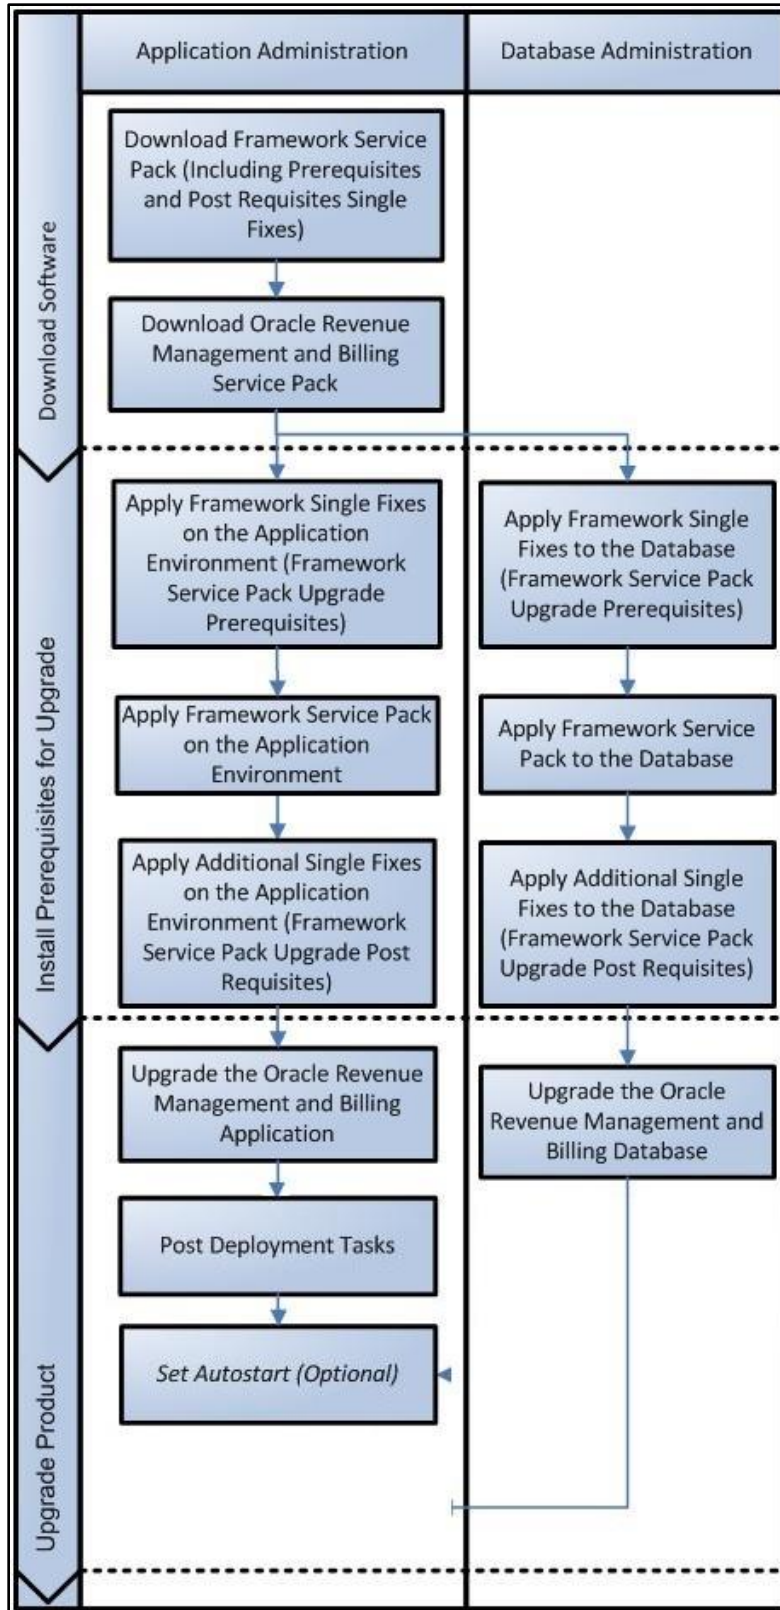 Application Administration
Database Administration
Download Software
Download Framework Service
Pack (Including Prerequisites
and Post Requisites Single
Fixes)
Download Oracle Revenue
Management and Billing
Service Pack
Install Prerequisites for Upgrade
Apply Framework Single Fixes
on the Application
Environment (Framework
Service Pack Upgrade
Prerequisites)
Apply Framework Single
Fixes to the Database
(Framework Service Pack
Upgrade Prerequisites)
Apply Framework Service Pack
on the Application
Environment
Apply Framework Service
Pack to the Database
Apply Additional Single Fixes
on the Application
Environment (Framework
Service Pack Upgrade Post
Requisites)
Apply Additional Single
Fixes to the Database
(Framework Service Pack
Upgrade Post Requisites)
Upgrade Product
Upgrade the Oracle Revenue
Management and Billing
Application
Upgrade the Oracle
Revenue Management and
Billing Database
Post Deployment Tasks
Set Autostart (Optional)